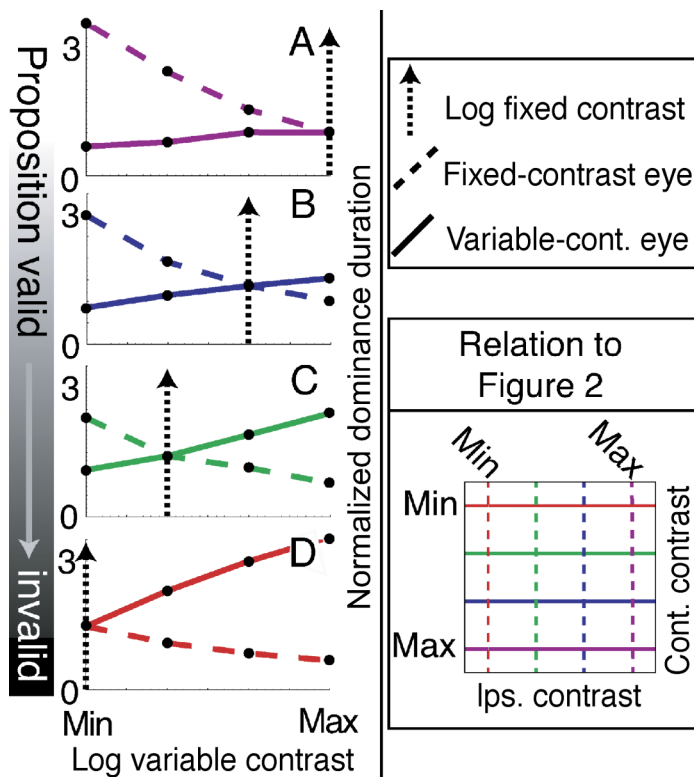 Proposition valid
invalid
3
A
0
3
B
0
3
C
0
3
D
0
Min
Max
Log variable contrast
Normalized dominance duration
Log fixed contrast
Fixed-contrast eye
Variable-cont. eye
Relation to
Figure 2
Min
Max
Min
Max
Cont. contrast
Ips. contrast